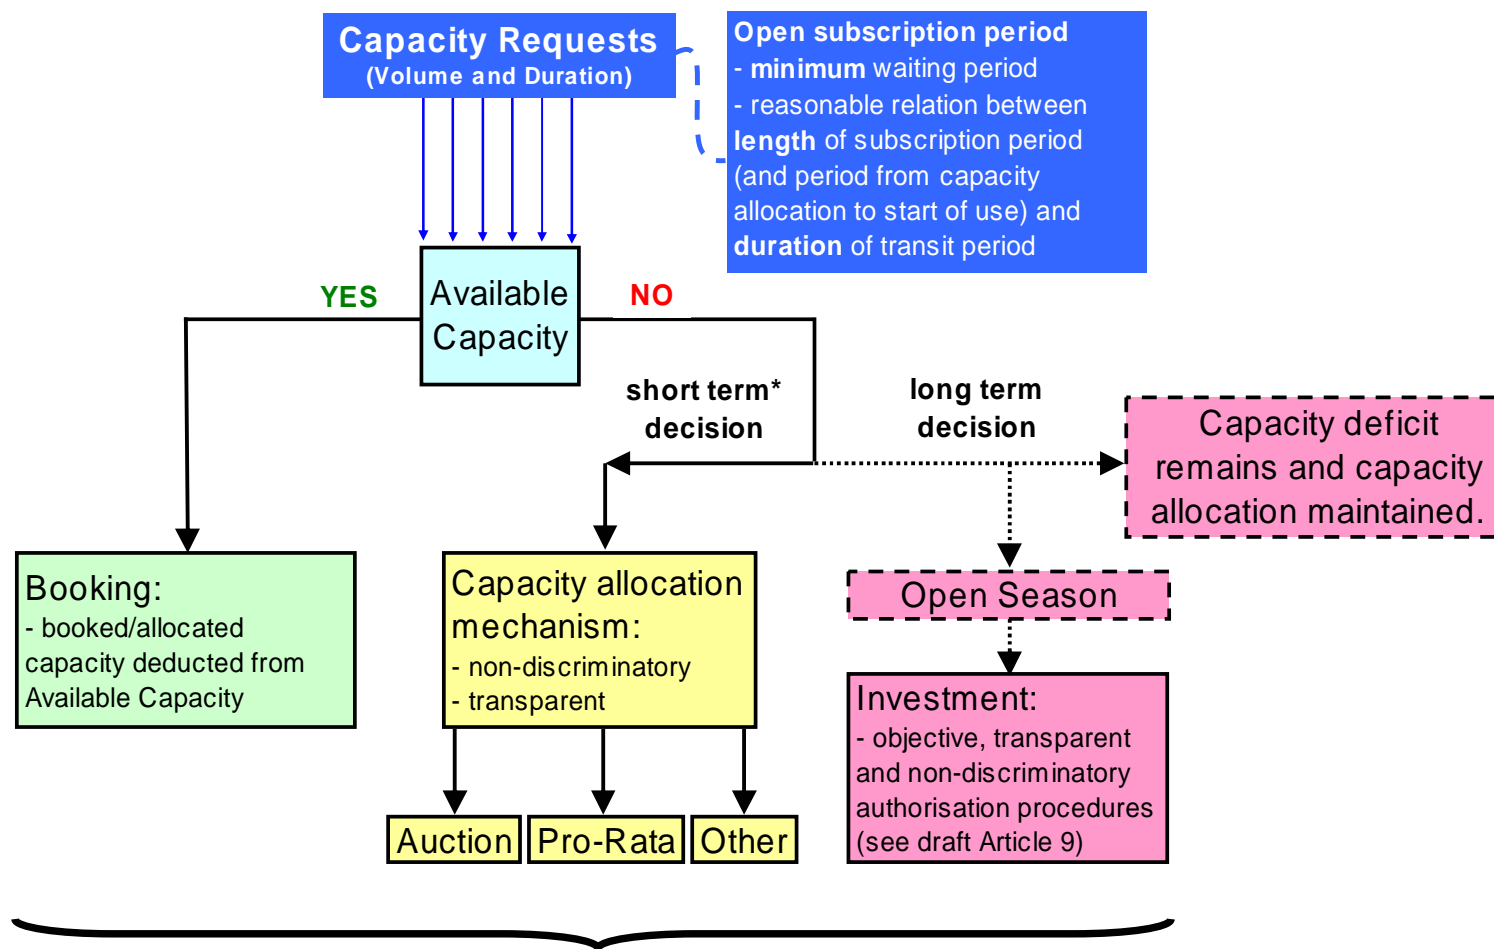 Capacity Requests
(Volume and Duration)
Open subscription period
- minimum waiting period
- reasonable relation between
length of subscription period
(and period from capacity
allocation to start of use) and
duration of transit period
YES
Available
Capacity
NO
short term*
decision
long term
decision
Capacity deficit
remains and capacity
allocation maintained.
Booking:
- booked/allocated
capacity deducted from
Available Capacity
Capacity allocation
mechanism:
- non-discriminatory
- transparent
Open Season
Investment:
- objective, transparent
and non-discriminatory
authorisation procedures
(see draft Article 9)
Auction
Pro-Rata
Other